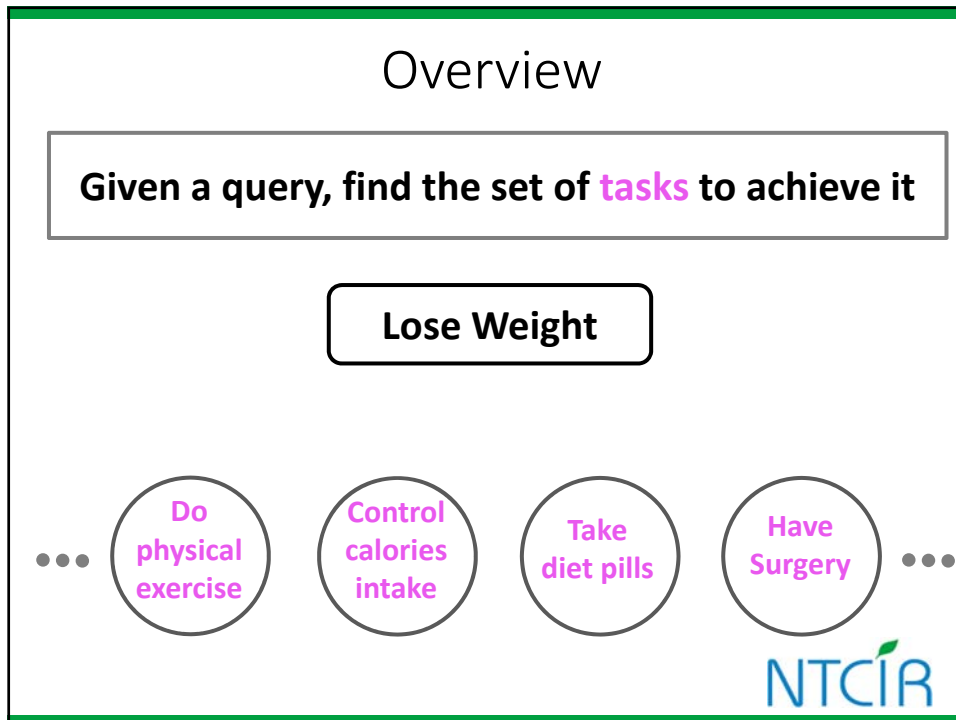 Overview
Given a query, find the set of tasks to achieve it
Lose Weight
Do
physical
exercise
Control
calories
intake
Take
diet pills
Have
Surgery
NTCIR